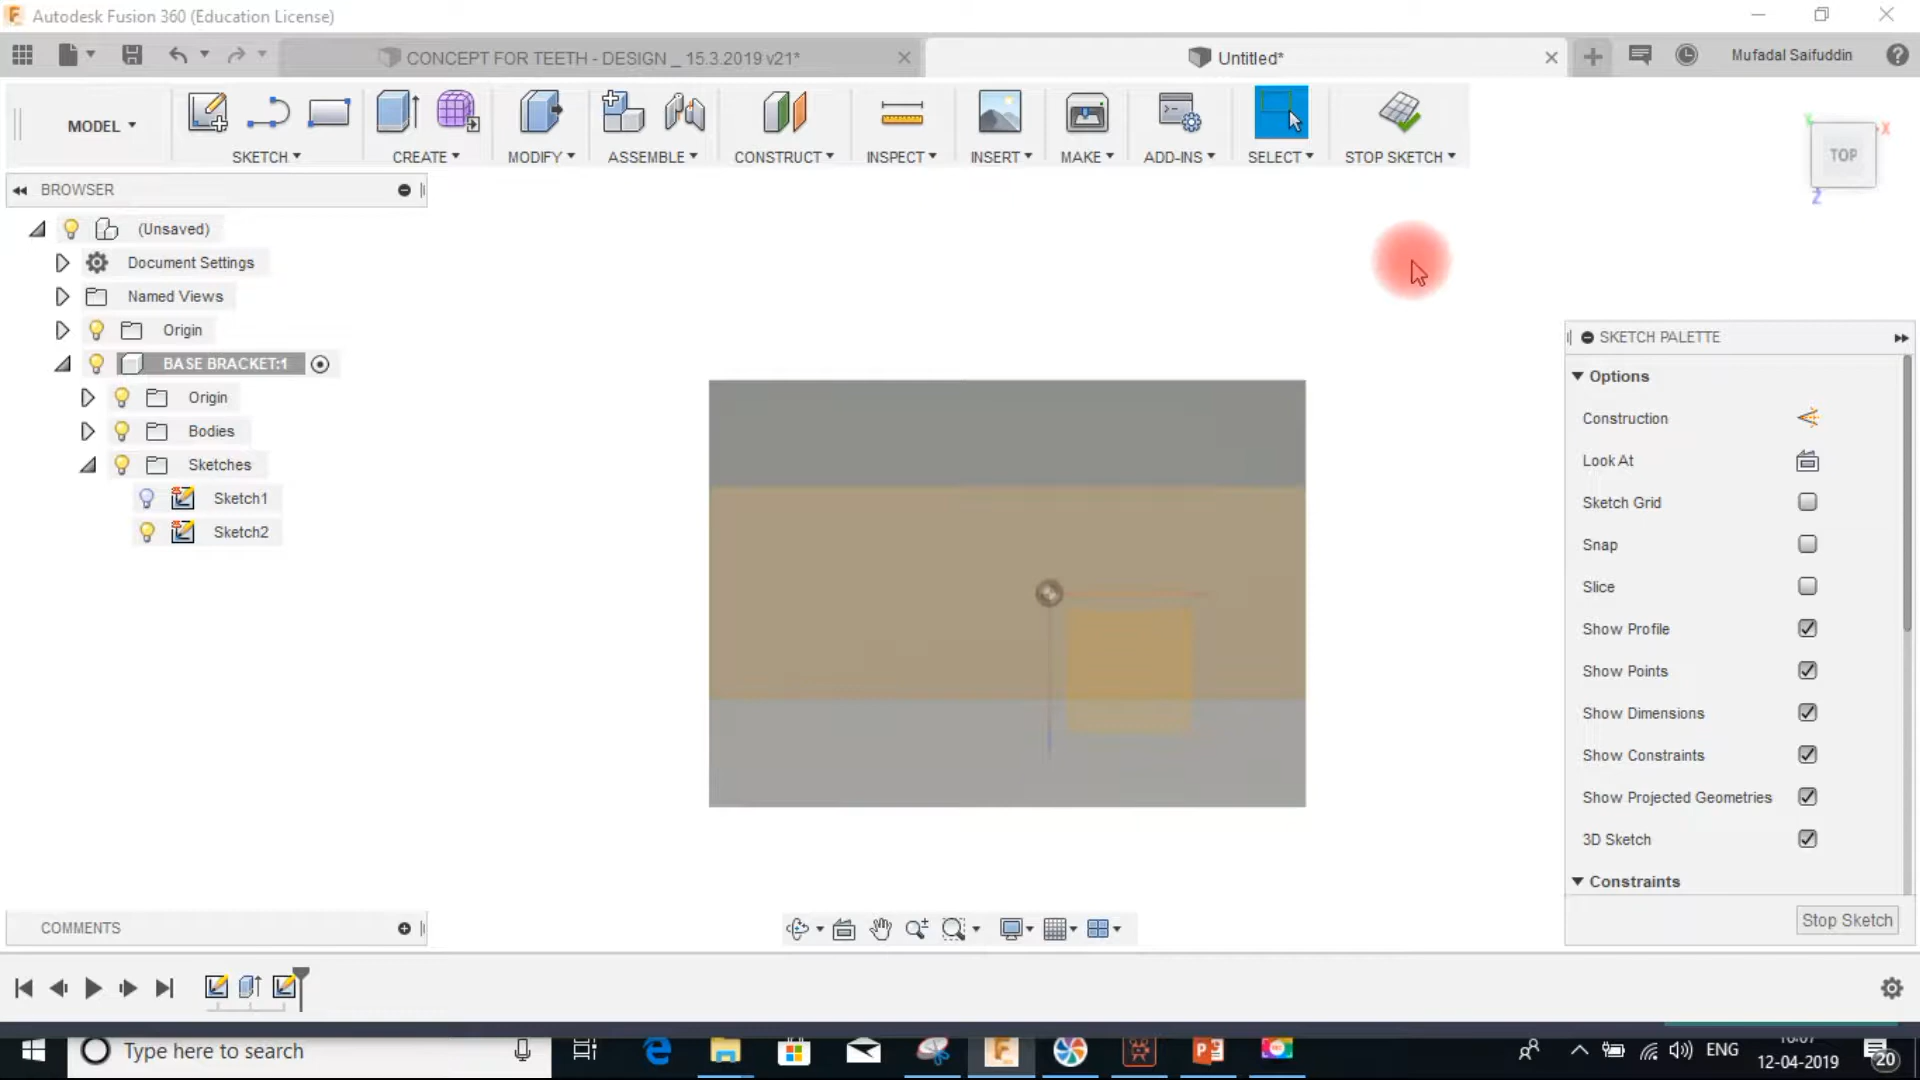 Autodesk Fusion 360 (Education License)
CONCEPT FOR TEETH - DESIGN _ 15.3.2019 v21*
Untitled*
Mufadal Saifuddin
MODEL
SKETCH
CREATE
MODIFY
ASSEMBLE
CONSTRUCT
INSPECT
INSERT
MAKE
ADD-INS
SELECT
STOP SKETCH
TOP
Y
X
Z
BROWSER
(Unsaved)
Document Settings
Named Views
Origin
BASE BRACKET:1
Origin
Bodies
Sketches
Sketch1
Sketch2
SKETCH PALETTE
Options
Construction
Look At
Sketch Grid
Snap
Slice
Show Profile
Show Points
Show Dimensions
Show Constraints
Show Projected Geometries
3D Sketch
Constraints
Stop Sketch
COMMENTS
Type here to search
ENG
12-04-2019
20